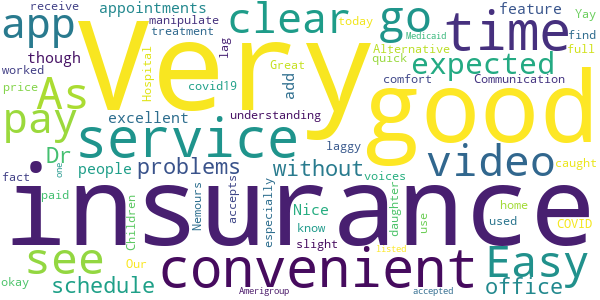 receive
appointments
clear
go
time
feature
Yay
app
manipulate
treatment
lag
today
Medicaid
find
though
Very
Alternative
quick
full
worked
Hospital
Great
expected
price
As
covid19
add
comfort
Communication
pay
excellent
understanding
good
Dr
service
laggy
people
problems
without
video
caught
fact
one
voices
insurance
paid
Children
Nemours
accepts
especially
Nice
know
daughter
use
home
used
COVID
see
Our
convenient
slight
Easy
okay
schedule
listed
office
Amerigroup
accepted